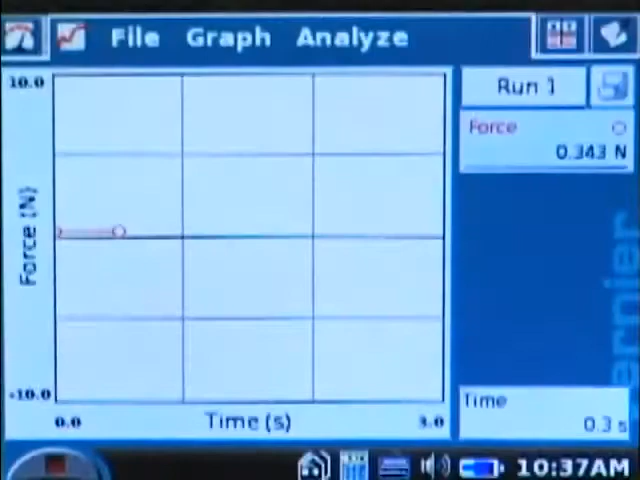 File Graph Analyze
10.0
Force (N)
-10.0
0.0
Time (s)
3.0
Run 1
Force
0.343 N
ernier
Time
0.3 s
10:37AM